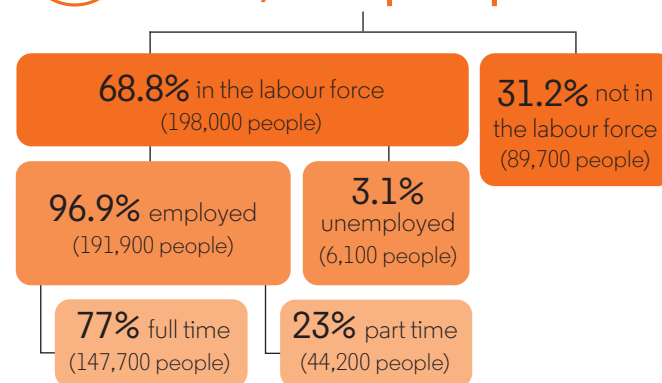 68.8% in the labour force
(198,000 people)
31.2% not in
the labour force
(89,700 people)
96.9% employed
(191,900 people)
3.1%
unemployed
(6,100 people)
77% full time
(147,700 people)
23% part time
(44,200 people)